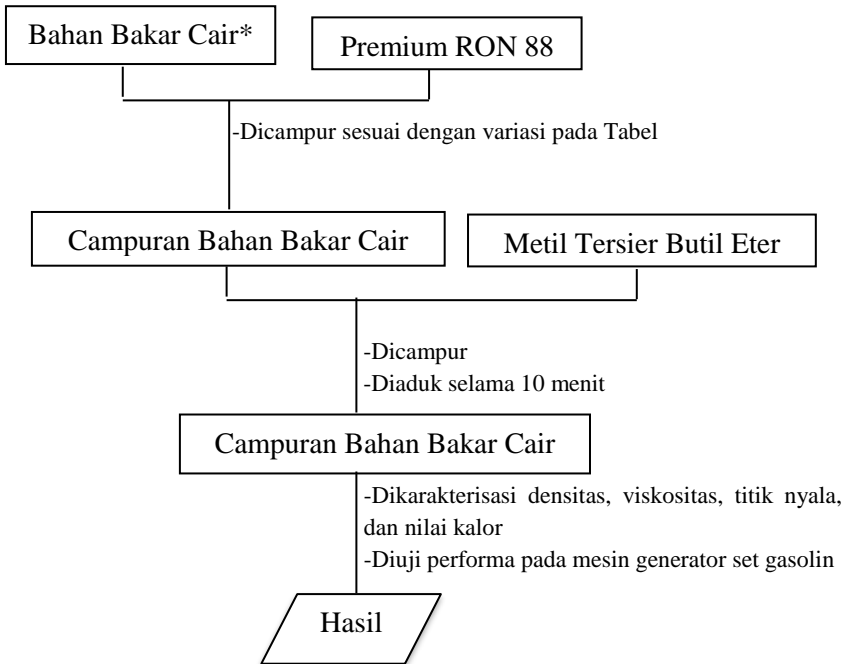 Bahan Bakar Cair*
Premium RON 88
-Dicampur sesuai dengan variasi pada Tabel
Campuran Bahan Bakar Cair
Metil Tersier Butil Eter
-Dicampur
-Diaduk selama 10 menit
Campuran Bahan Bakar Cair
-Dikarakterisasi densitas, viskositas, titik nyala,
dan nilai kalor
-Diuji performa pada mesin generator set gasolin
Hasil